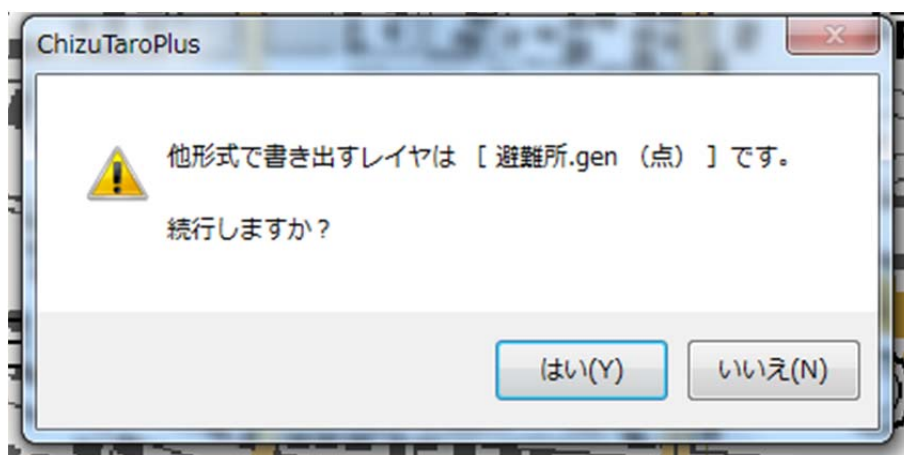 ChizuTaroPlus
他形式で書き出すレイヤは [ 避難所.gen (点) ] です。
続行しますか?
はい(Y)
いいえ(N)